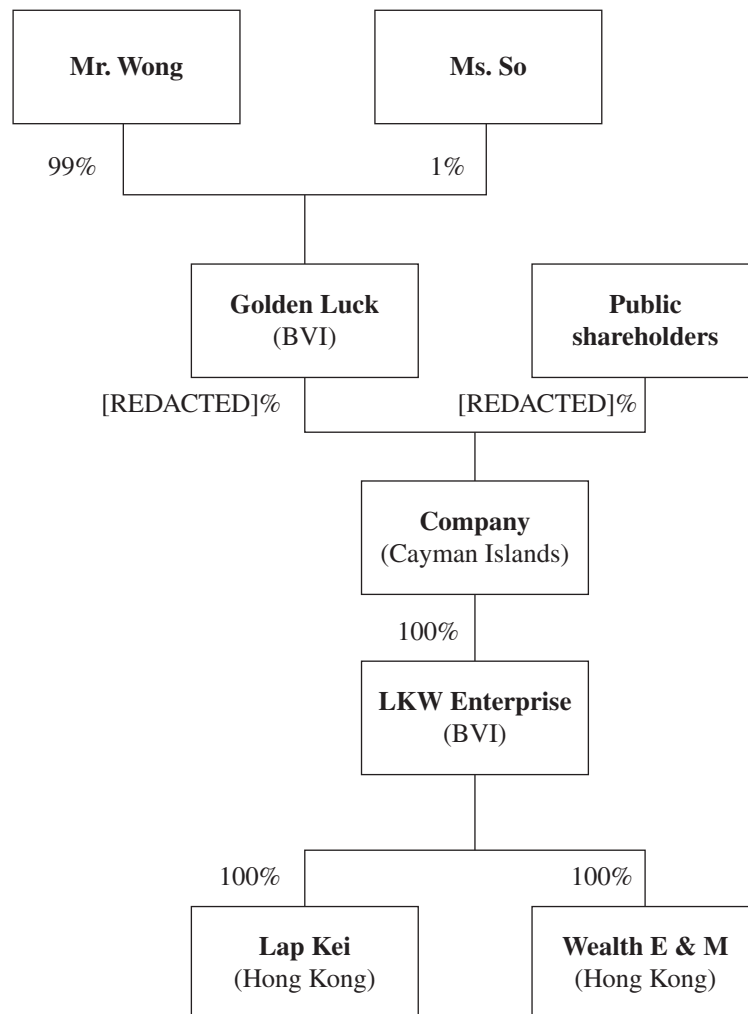 Mr. Wong
Ms. So
99%
1%
Golden Luck
(BVI)
Public
shareholders
[REDACTED]%
[REDACTED]%
Company
(Cayman Islands)
100%
LKW Enterprise
(BVI)
100%
100%
Lap Kei
(Hong Kong)
Wealth E & M
(Hong Kong)